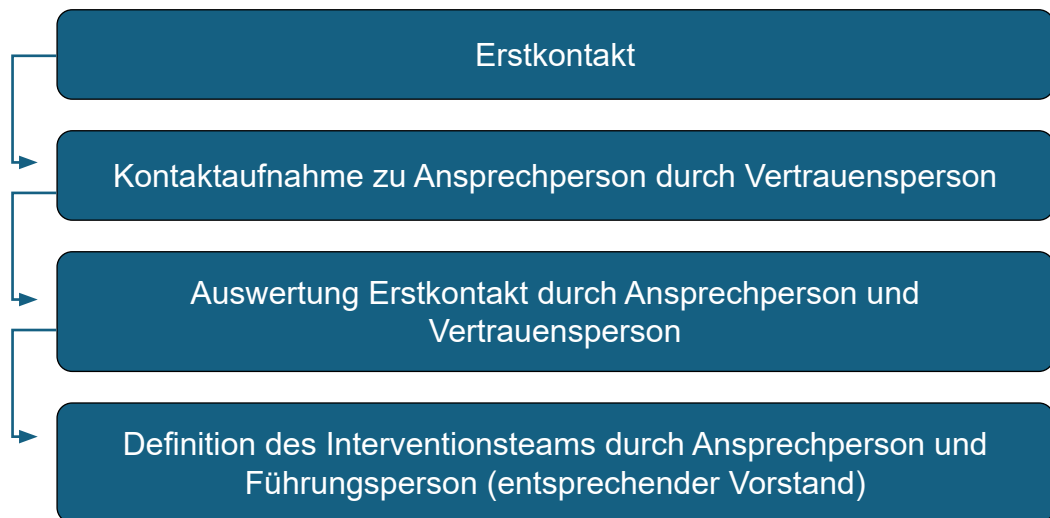 Erstkontakt
Kontaktaufnahme zu Ansprechperson durch Vertrauensperson
Auswertung Erstkontakt durch Ansprechperson und
Vertrauensperson
Definition des Interventionsteams durch Ansprechperson und
Führungsperson (entsprechender Vorstand)